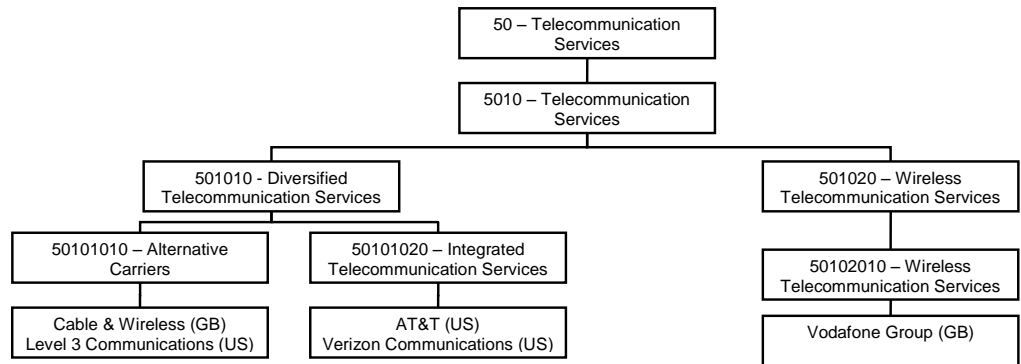 50 – Telecommunication
Services
5010 – Telecommunication
Services
501010 - Diversified
Telecommunication Services
501020 – Wireless
Telecommunication Services
50101010 – Alternative
Carriers
50101020 – Integrated
Telecommunication Services
50102010 – Wireless
Telecommunication Services
Cable & Wireless (GB)
Level 3 Communications (US)
AT&T (US)
Verizon Communications (US)
Vodafone Group (GB)